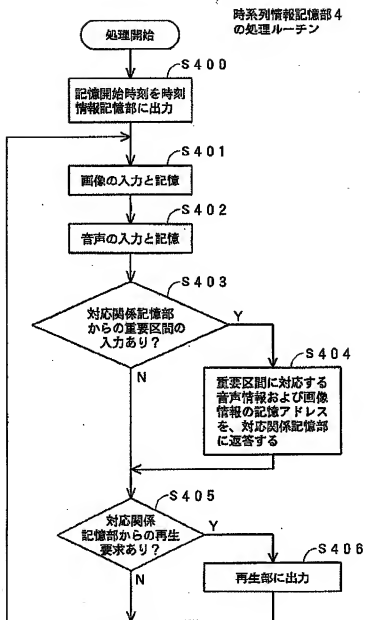 時系列情報記憶部4
の処理ルーチン
処理開始
S400
記憶開始時刻を時刻
情報記憶部に出力
S401
画像の入力と記憶
S402
音声の入力と記憶
S403
対応関係記憶部
からの重要区間の
入力あり?
Y
N
S404
重要区間に対応する
音声情報および画像
情報の記憶アドレス
を、対応関係記憶部
に返答する
S405
対応関係
記憶部からの再生
要求あり?
Y
N
S406
再生部に出力